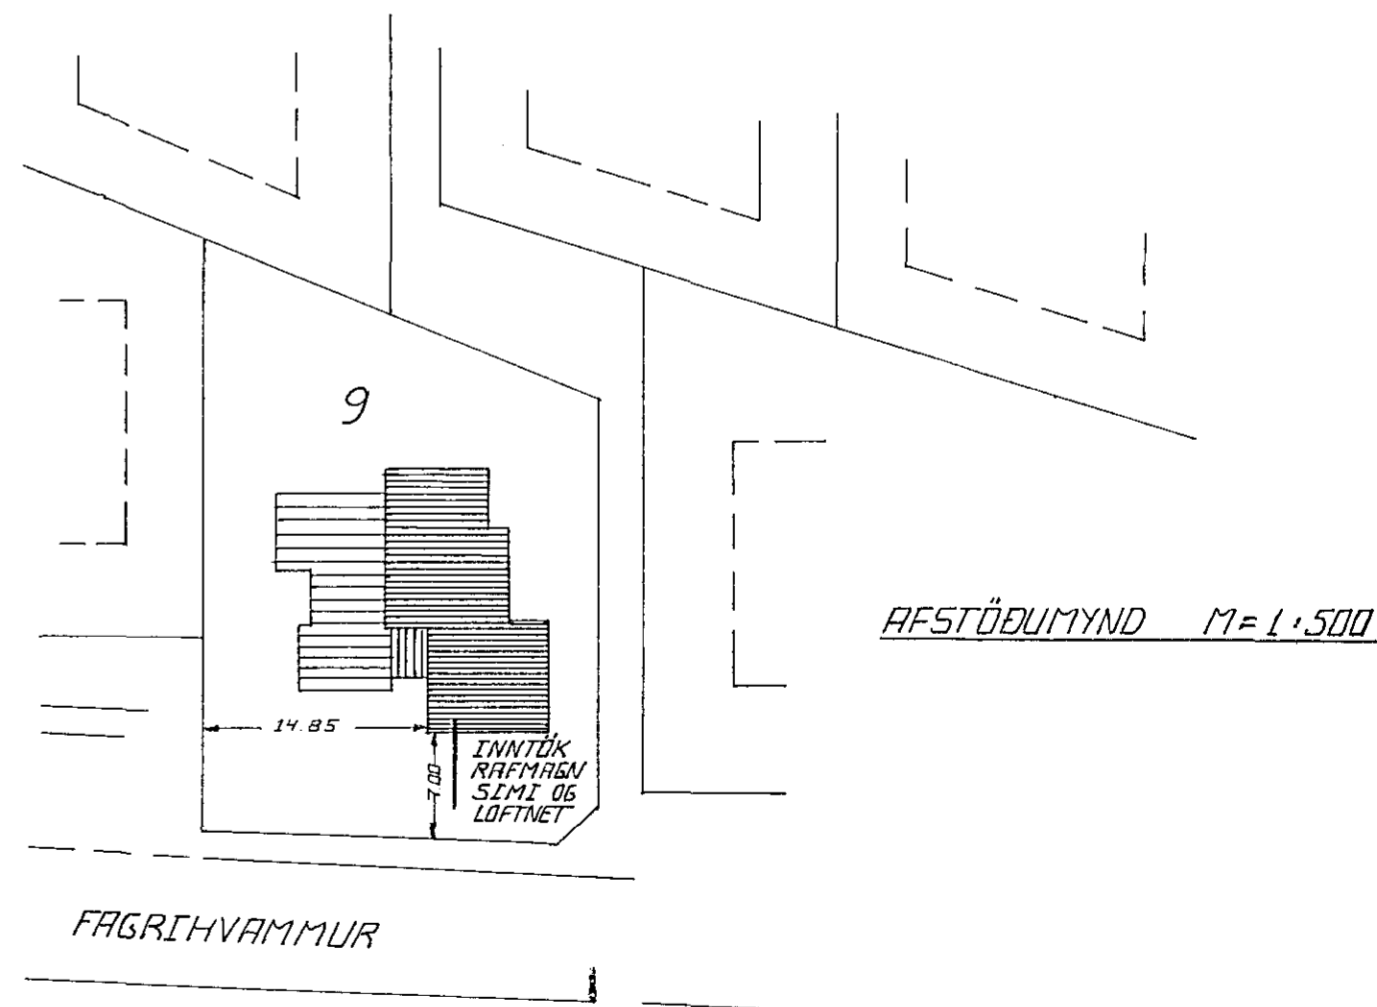 9
AFSTÖÐUMYND M=1:500
14.85
7.00
INNTÖK
RAFMAGN
SIMI OG
LOFTNET
FAGRIHVAMMUR